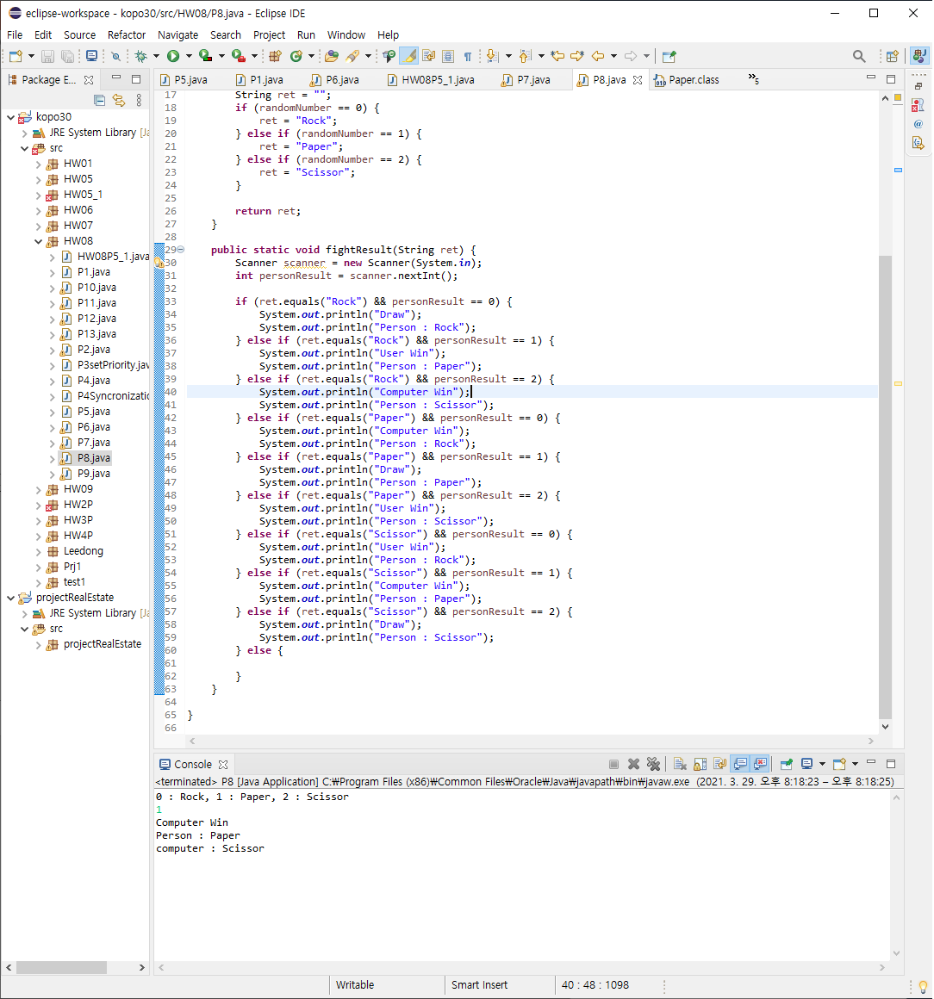 eclipse-workspace - kopo30/src/HW08/P8.java - Eclipse IDE
File Edit Source Refactor Navigate Search Project Run Window Help
Package E...
P5.java P1.java P6.java HW08P5_1.java P7.java P8.java Paper.class »5
kopo30
JRE System Library [Ja
src
HW01
HW05
HW05_1
HW06
HW07
HW08
HW08P5_1.java
P1.java
P10.java
P11.java
P12.java
P13.java
P2.java
P3setPriority.jav
P4.java
P4Syncronizatio
P5.java
P6.java
P7.java
P8.java
P9.java
HW09
HW2P
HW3P
HW4P
Leedong
Prj1
test1
projectRealEstate
JRE System Library [Ja
src
projectRealEstate
17 String ret = "";
18 if (randomNumber == 0) {
19 ret = "Rock";
20 } else if (randomNumber == 1) {
21 ret = "Paper";
22 } else if (randomNumber == 2) {
23 ret = "Scissor";
24 }
25
26 return ret;
27 }
28
29 public static void fightResult(String ret) {
30 Scanner scanner = new Scanner(System.in);
31 int personResult = scanner.nextInt();
32
33 if (ret.equals("Rock") && personResult == 0) {
34 System.out.println("Draw");
35 System.out.println("Person : Rock");
36 } else if (ret.equals("Rock") && personResult == 1) {
37 System.out.println("User Win");
38 System.out.println("Person : Paper");
39 } else if (ret.equals("Rock") && personResult == 2) {
40 System.out.println("Computer Win");
41 System.out.println("Person : Scissor");
42 } else if (ret.equals("Paper") && personResult == 0) {
43 System.out.println("Computer Win");
44 System.out.println("Person : Rock");
45 } else if (ret.equals("Paper") && personResult == 1) {
46 System.out.println("Draw");
47 System.out.println("Person : Paper");
48 } else if (ret.equals("Paper") && personResult == 2) {
49 System.out.println("User Win");
50 System.out.println("Person : Scissor");
51 } else if (ret.equals("Scissor") && personResult == 0) {
52 System.out.println("User Win");
53 System.out.println("Person : Rock");
54 } else if (ret.equals("Scissor") && personResult == 1) {
55 System.out.println("Computer Win");
56 System.out.println("Person : Paper");
57 } else if (ret.equals("Scissor") && personResult == 2) {
58 System.out.println("Draw");
59 System.out.println("Person : Scissor");
60 } else {
61
62 }
63 }
64
65 }
66
Console
<terminated> P8 [Java Application] C:₩Program Files (x86)₩Common Files₩Oracle₩Java₩javapath₩bin₩javaw.exe (2021. 3. 29. 오후 8:18:23 – 오후 8:18:25)
0 : Rock, 1 : Paper, 2 : Scissor
1
Computer Win
Person : Paper
computer : Scissor
Writable Smart Insert 40 : 48 : 1098